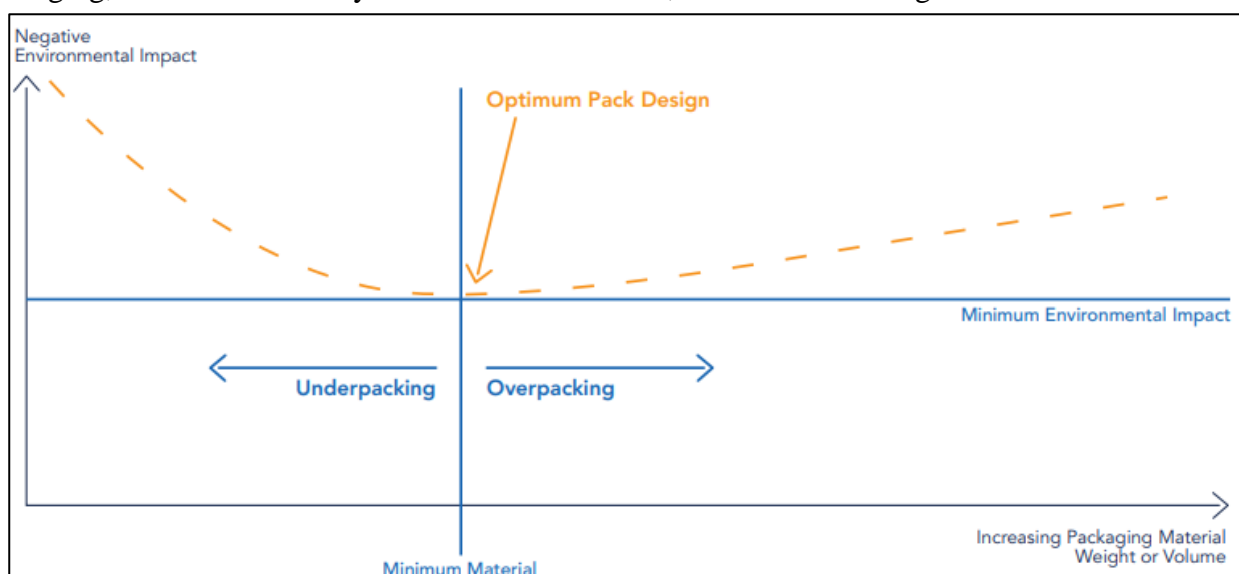 Negative
Environmental Impact
Optimum Pack Design
Minimum Environmental Impact
Underpacking
Overpacking
Increasing Packaging Material
Weight or Volume
Minimum Material